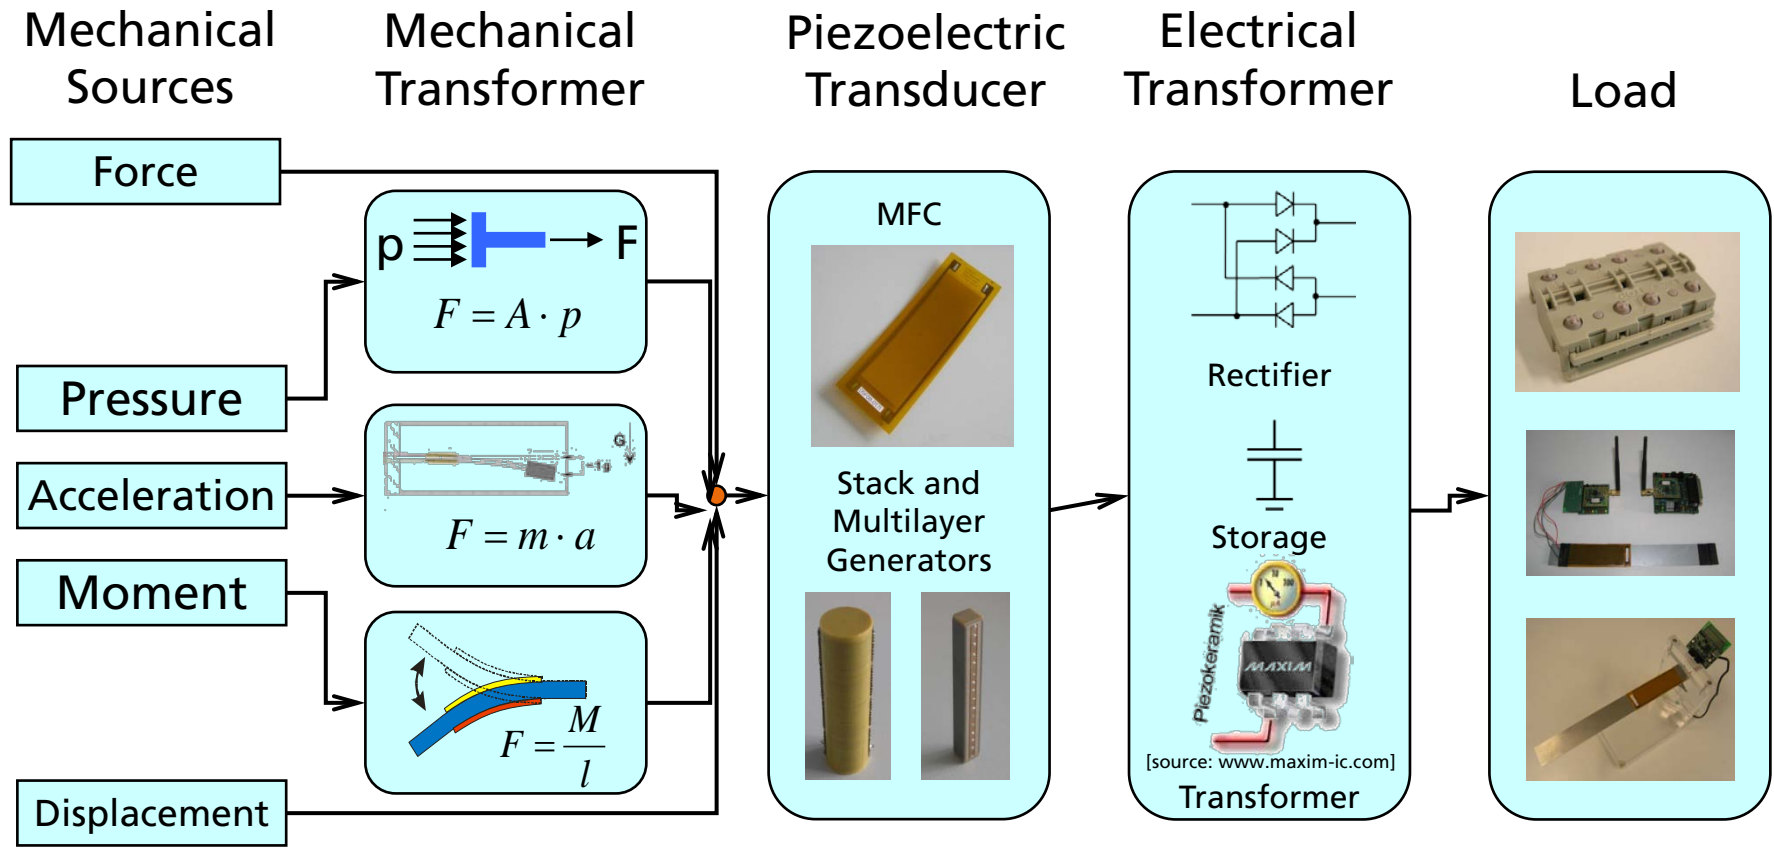 Mechanical
Sources
Mechanical
Transformer
Piezoelectric
Transducer
Electrical
Transformer
Load
Force
Pressure
Acceleration
Moment
Displacement
p
F
F = A · p
G
F = m · a
F = M
l
MFC
Stack and
Multilayer
Generators
Rectifier
Storage
Piezokeramik
MAXIM
[source: www.maxim-ic.com]
Transformer